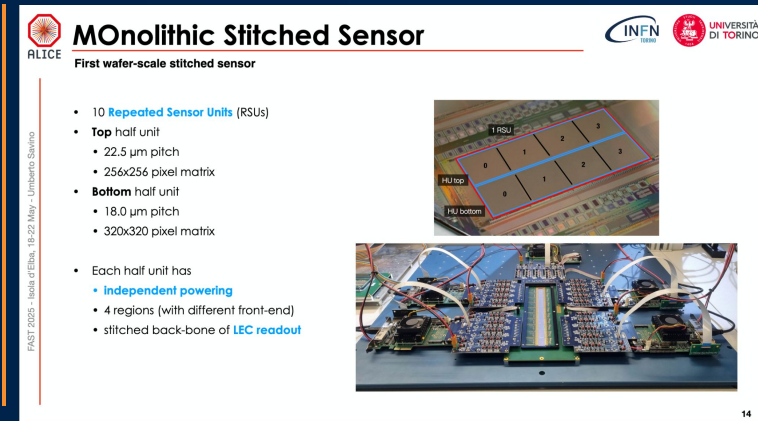 ALICE
MOnolithic Stitched Sensor
INFN
TORINO
UNIVERSITÀ
DI TORINO
First wafer-scale stitched sensor
FAST 2025 - Isola d'Elba, 18-22 May - Umberto Savino
• 10 Repeated Sensor Units (RSUs)
• Top half unit
• 22.5 µm pitch
• 256x256 pixel matrix
• Bottom half unit
• 18.0 µm pitch
• 320x320 pixel matrix
• Each half unit has
• independent powering
• 4 regions (with different front-end)
• stitched back-bone of LEC readout
1 RSU
0 1 2 3
HU top
0 1 2 3
HU bottom
14